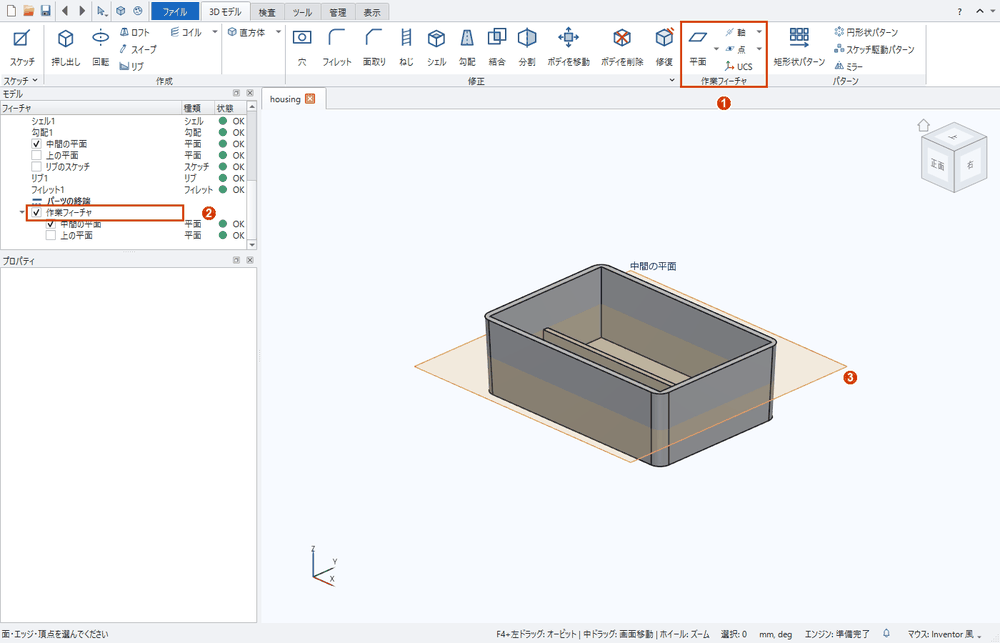 ファイル 3D モデル 検査 ツール 管理 表示 ?
スケッチ 押し出し 回転 ロフト スイープ リブ コイル 直方体 穴 フィレット 面取り ねじ シェル 勾配 結合 分割 ボディを移動 ボディを削除 修復 平面 軸 点 UCS 矩形状パターン 円形状パターン スケッチ駆動パターン ミラー
スケッチ 作成 修正 作業フィーチャ パターン
1
モデル
housing
フィーチャ 種類 状態
シェル1 シェル OK
勾配1 勾配 OK
中間の平面 平面 OK
上の平面 平面 OK
リブのスケッチ スケッチ OK
リブ1 リブ OK
フィレット1 フィレット OK
パーツの終端
作業フィーチャ
2
中間の平面 平面 OK
上の平面 平面 OK
プロパティ
上
正面
右
中間の平面
3
Z
Y
X
面・エッジ・頂点を選んでください
F4+左ドラッグ: オービット | 中ドラッグ: 画面移動 | ホイール: ズーム 選択: 0 mm, deg エンジン: 準備完了 マウス: Inventor 風